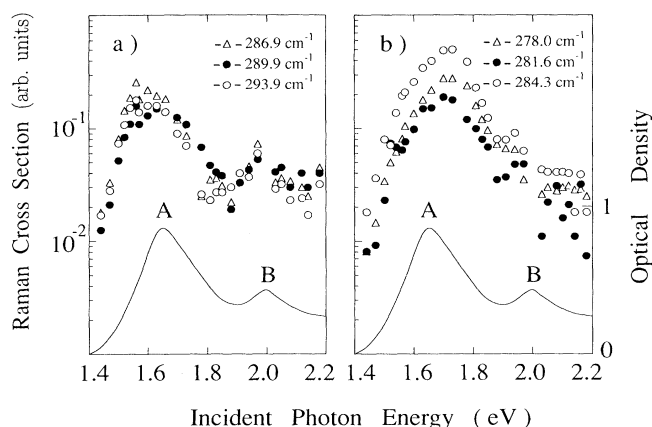 a )
–△– 286.9 cm⁻¹
–●– 289.9 cm⁻¹
–○– 293.9 cm⁻¹
b )
–△– 278.0 cm⁻¹
–●– 281.6 cm⁻¹
–○– 284.3 cm⁻¹
Raman Cross Section (arb. units)
10⁻¹
10⁻²
A
B
A
B
Optical Density
1
0
1.4 1.6 1.8 2.0 2.2
1.4 1.6 1.8 2.0 2.2
Incident Photon Energy ( eV )